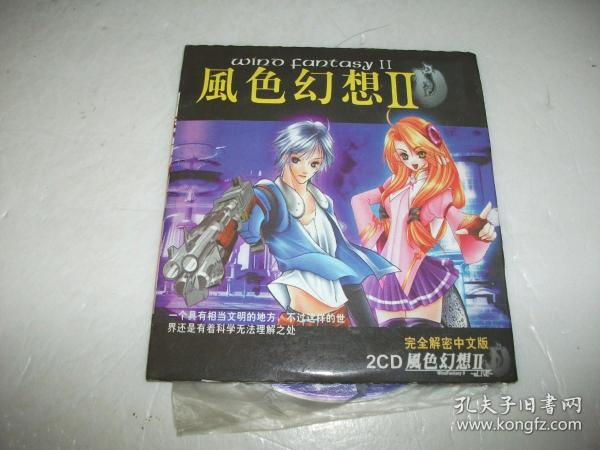 wind fantasy II
風色幻想II
一个具有相当文明的地方，不过这样的世
界还是有着科学无法理解之处
完全解密中文版
2CD 風色幻想II
WindFantasy II
ALIVE
孔夫子旧书网
www.kongfz.com